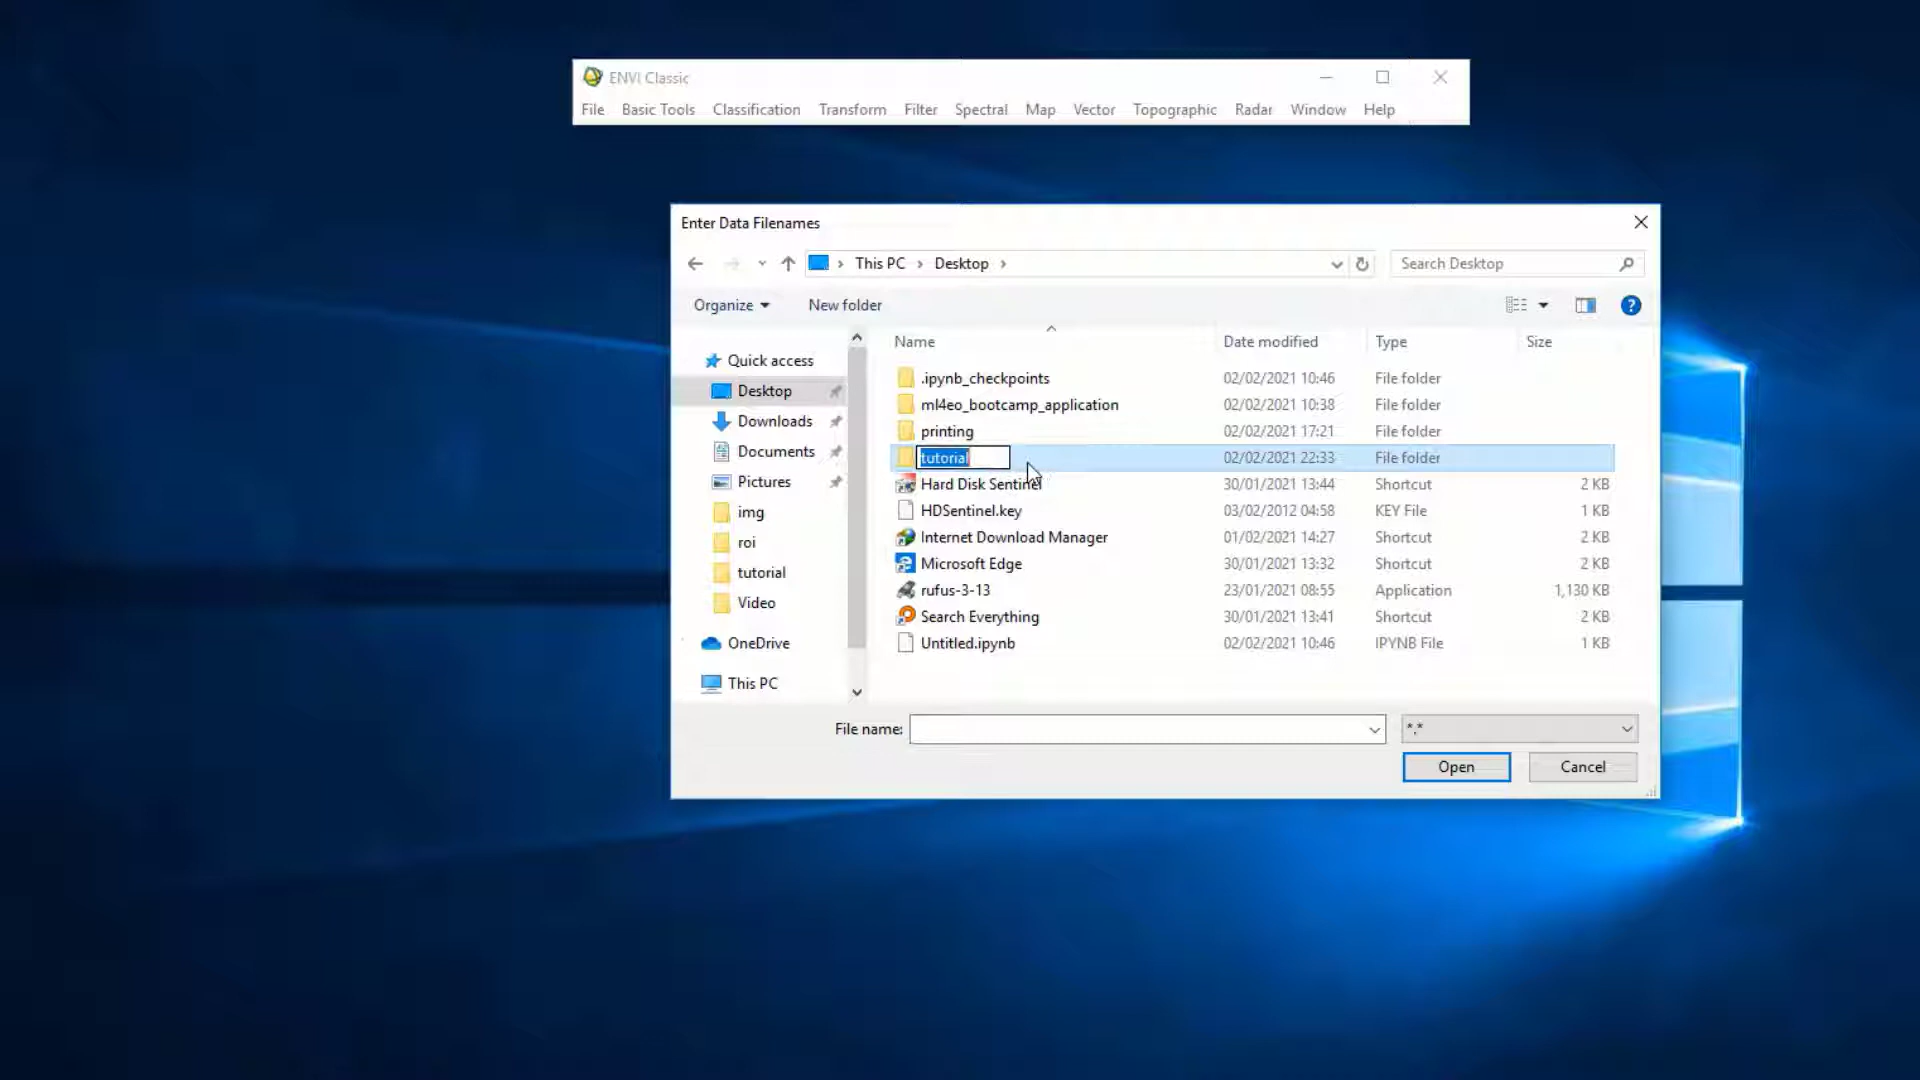 ENVI Classic
File Basic Tools Classification Transform Filter Spectral Map Vector Topographic Radar Window Help
Enter Data Filenames
This PC Desktop Search Desktop
Organize New folder
Name Date modified Type Size
Quick access
Desktop
Downloads
Documents
Pictures
img
roi
tutorial
Video
OneDrive
This PC
.ipynb_checkpoints 02/02/2021 10:46 File folder
ml4eo_bootcamp_application 02/02/2021 10:38 File folder
printing 02/02/2021 17:21 File folder
tutorial 02/02/2021 22:33 File folder
Hard Disk Sentinel 30/01/2021 13:44 Shortcut 2 KB
HDSentinel.key 03/02/2012 04:58 KEY File 1 KB
Internet Download Manager 01/02/2021 14:27 Shortcut 2 KB
Microsoft Edge 30/01/2021 13:32 Shortcut 2 KB
rufus-3-13 23/01/2021 08:55 Application 1,130 KB
Search Everything 30/01/2021 13:41 Shortcut 2 KB
Untitled.ipynb 02/02/2021 10:46 IPYNB File 1 KB
File name: *.*
Open Cancel